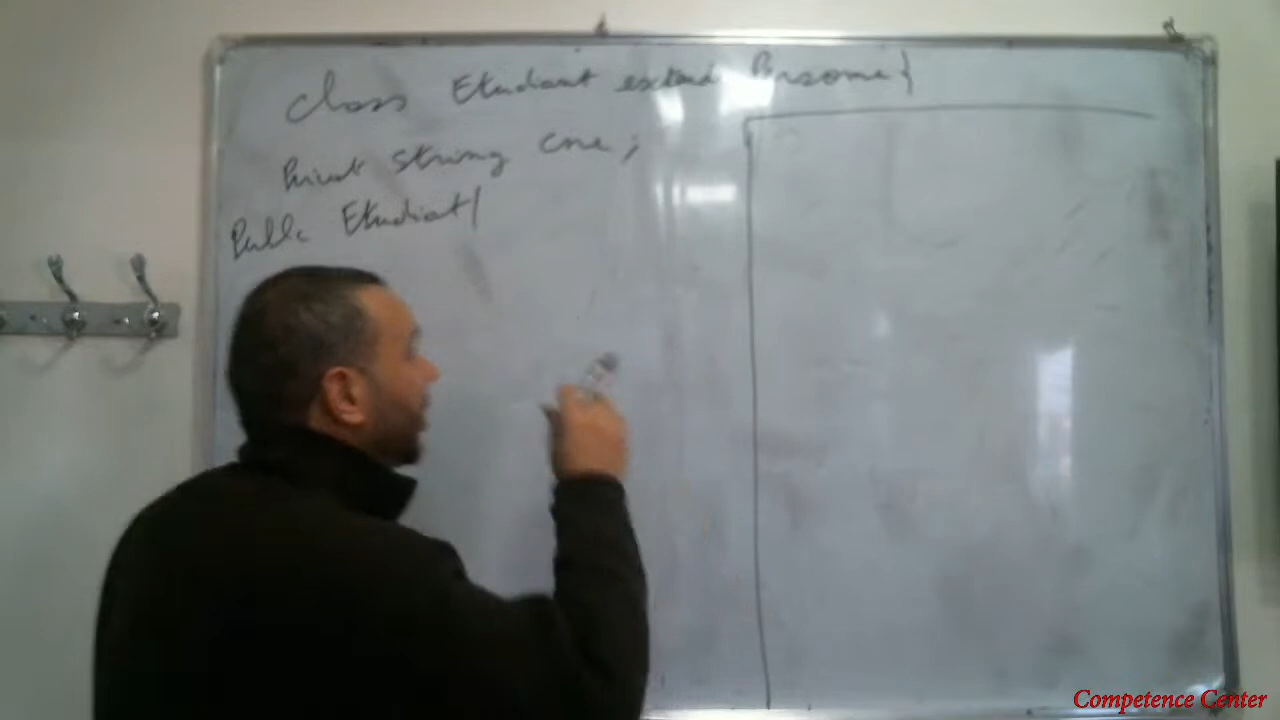 class Etudiant extend Personne {
Privat String cne ;
Public Etudiant(
Competence Center